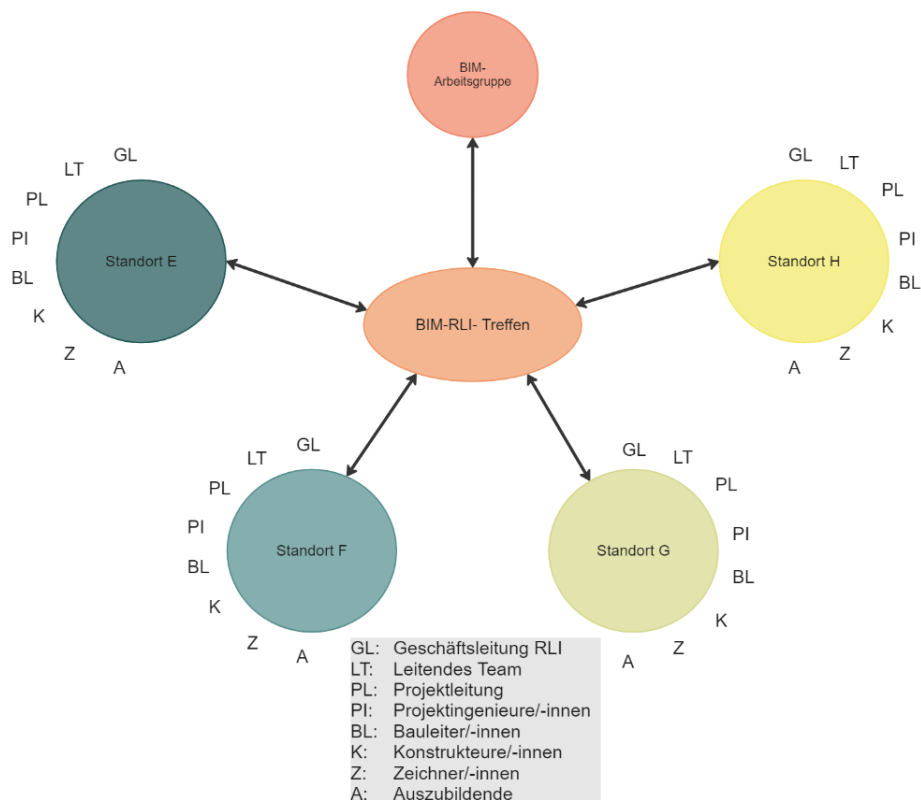 BIM-
Arbeitsgruppe
GL
LT
PL
PI
BL
K
Z
A
Standort E
GL
LT
PL
PI
BL
K
Z
A
Standort H
BIM-RLI- Treffen
GL
LT
PL
PI
BL
K
Z
A
Standort F
GL
LT
PL
PI
BL
K
Z
A
Standort G
GL: Geschäftsleitung RLI
LT: Leitendes Team
PL: Projektleitung
PI: Projektingenieure/-innen
BL: Bauleiter/-innen
K: Konstrukteure/-innen
Z: Zeichner/-innen
A: Auszubildende